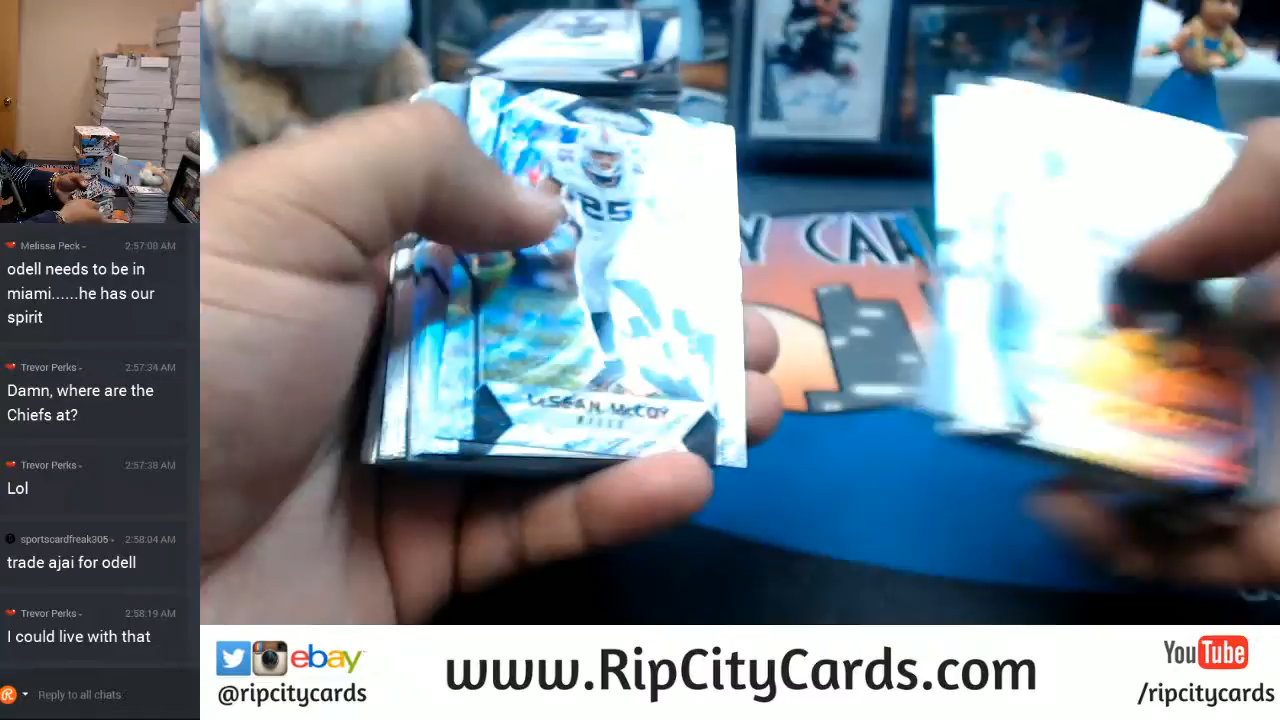 Melissa Peck 2:57:08 AM
odell needs to be in
miami......he has our
spirit
Trevor Perks 2:57:34 AM
Damn, where are the
Chiefs at?
Trevor Perks 2:57:38 AM
Lol
sportscardfreak305 2:58:04 AM
trade ajai for odell
Trevor Perks 2:58:19 AM
I could live with that
Reply to all chats
25
LeSEAN McCOY
BILLS
Y CAR
ebay
@ripcitycards
www.RipCityCards.com
YouTube
/ripcitycards